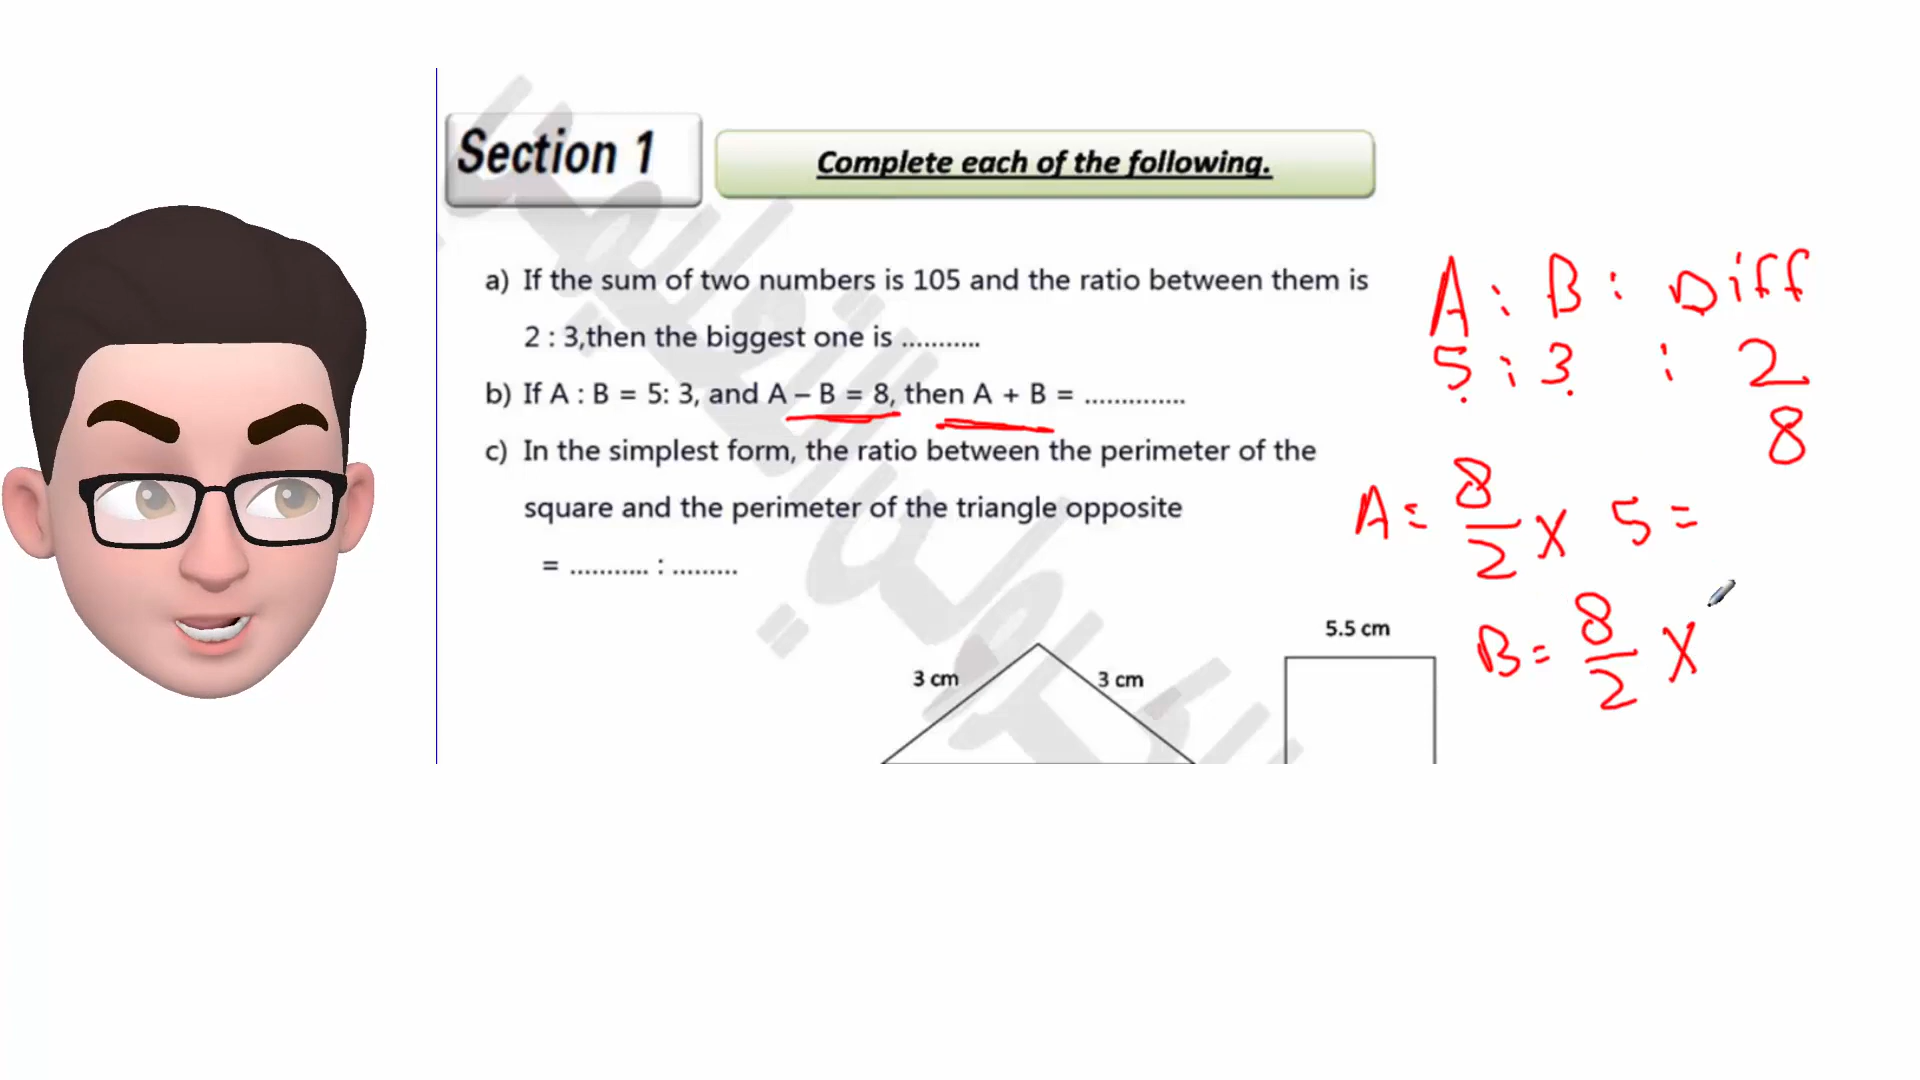 Section 1
Complete each of the following.
a) If the sum of two numbers is 105 and the ratio between them is
2 : 3,then the biggest one is ...........
b) If A : B = 5: 3, and A – B = 8, then A + B = ..............
c) In the simplest form, the ratio between the perimeter of the
square and the perimeter of the triangle opposite
= ........... : .........
3 cm
3 cm
5.5 cm
A : B : Diff
5 : 3 : 2
8
A = 8/2 X 5 =
B = 8/2 X